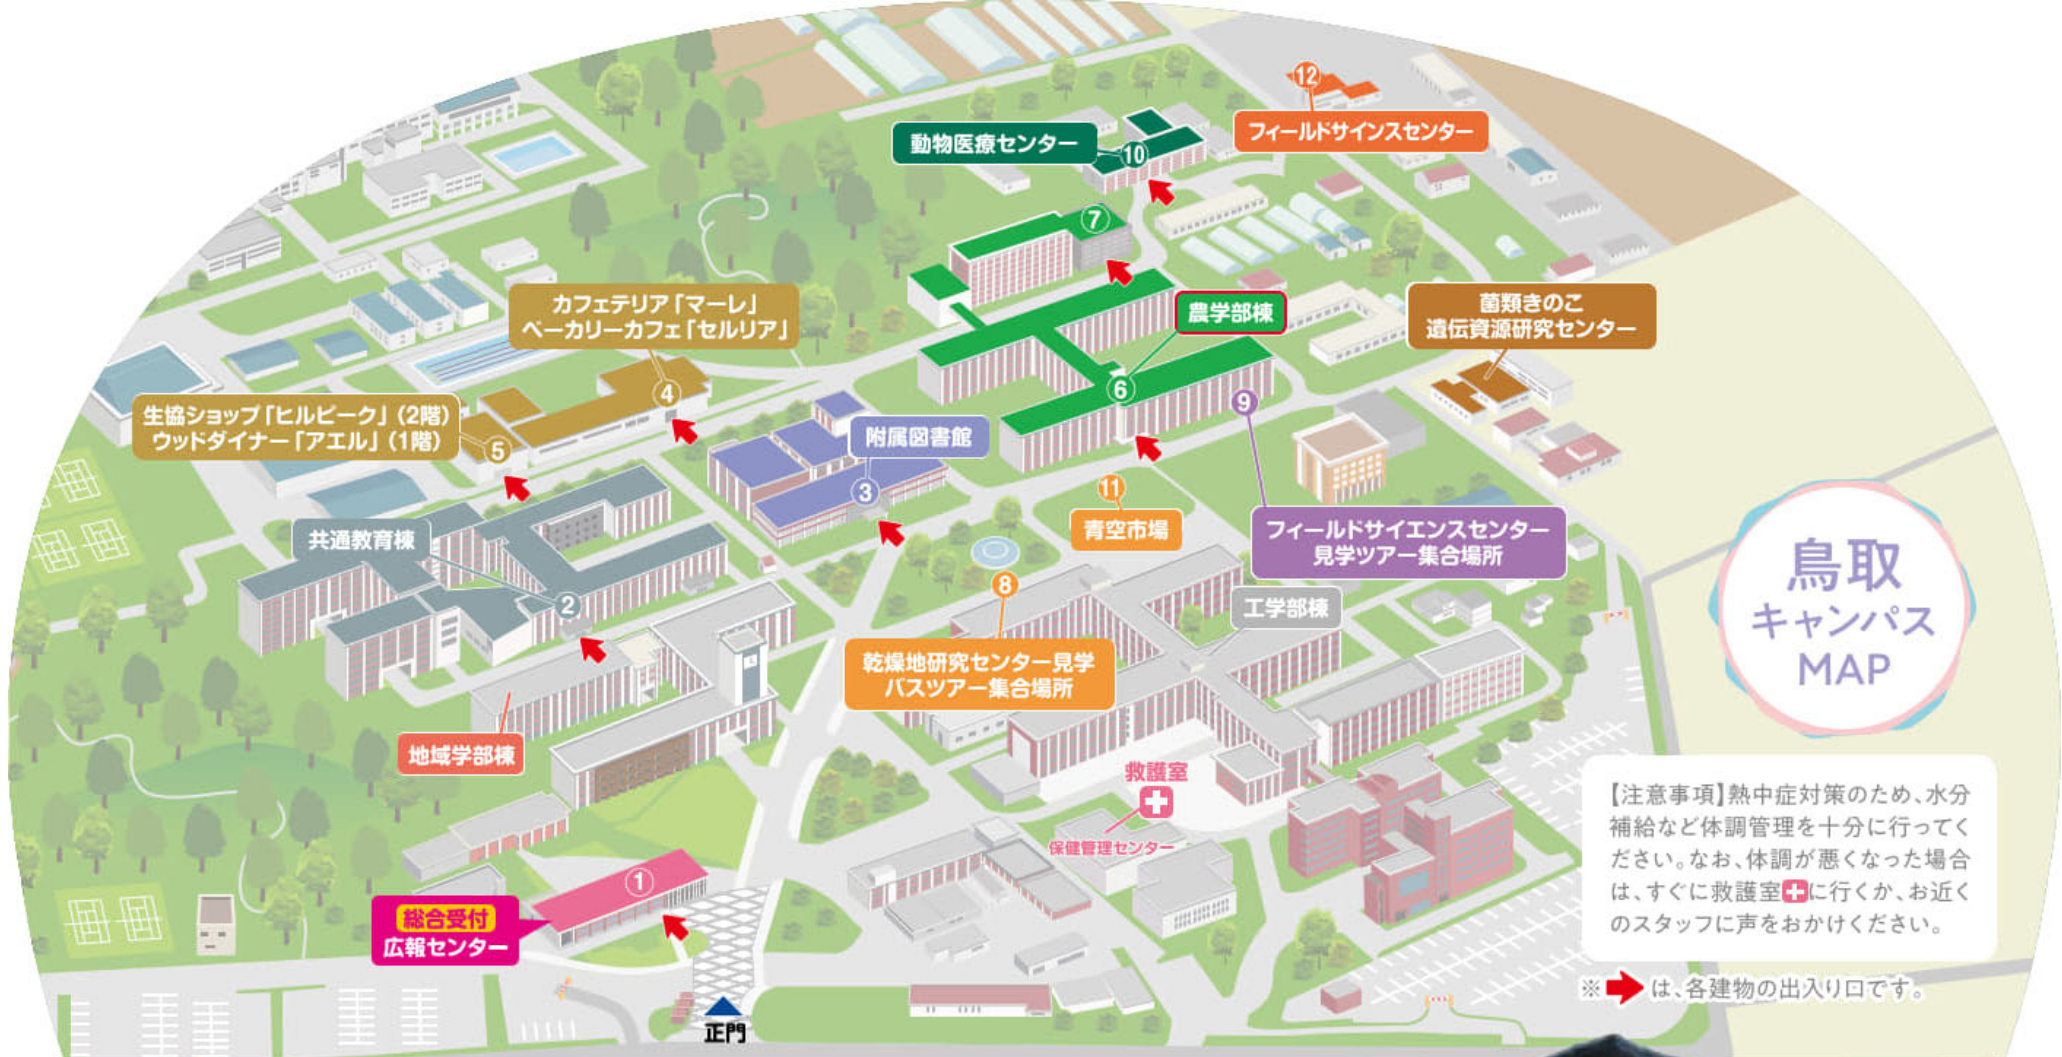 12
フィールドサインスセンター
動物医療センター
10
7
カフェテリア「マーレ」
ベーカリーカフェ「セルリア」
農学部棟
菌類きのこ
遺伝資源研究センター
4
6
9
生協ショップ「ヒルピーク」(2階)
ウッドダイナー「アエル」(1階)
5
附属図書館
3
11
青空市場
共通教育棟
フィールドサイエンスセンター
見学ツアー集合場所
鳥取
キャンパス
MAP
2
8
工学部棟
乾燥地研究センター見学
バスツアー集合場所
地域学部棟
救護室
保健管理センター
【注意事項】熱中症対策のため、水分
補給など体調管理を十分に行ってく
ださい。なお、体調が悪くなった場合
は、すぐに救護室に行くか、お近く
のスタッフに声をおかけください。
1
総合受付
広報センター
※は、各建物の出入り口です。
正門